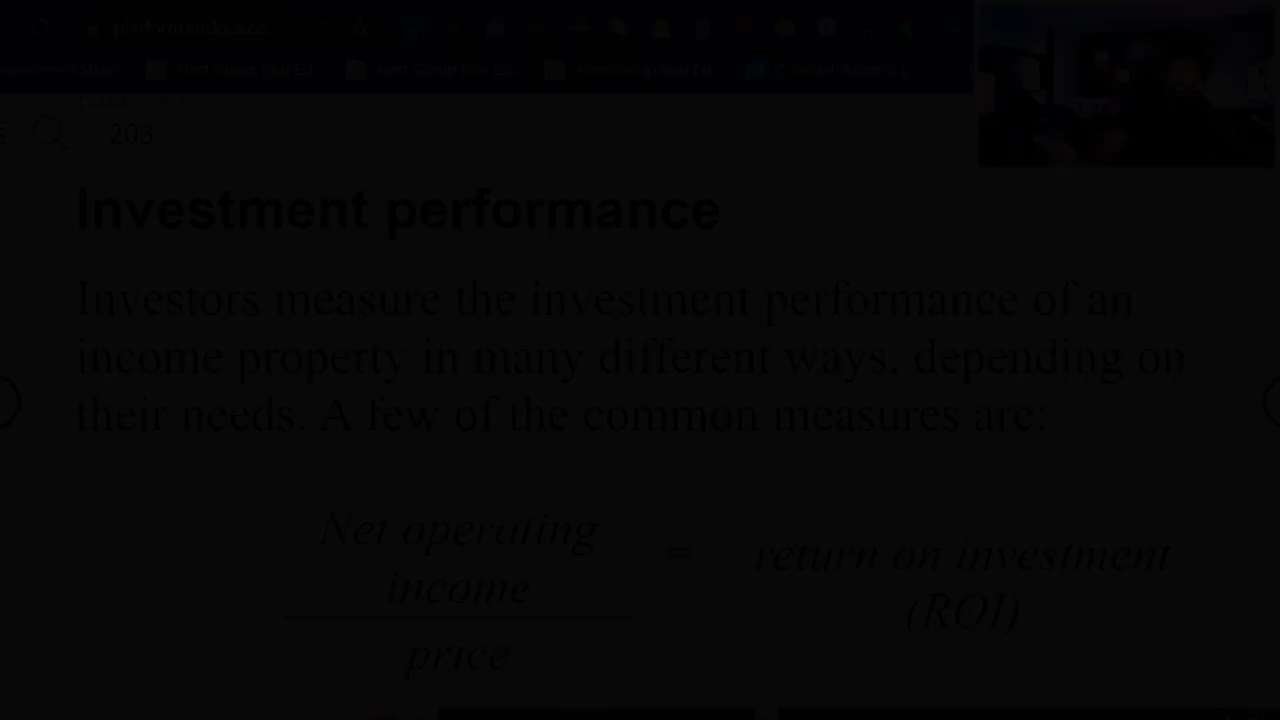 203
Investment performance
Investors measure the investment performance of an
income property in many different ways, depending on
their needs. A few of the common measures are:
Net operating
income
price
=
return on investment
(ROI)